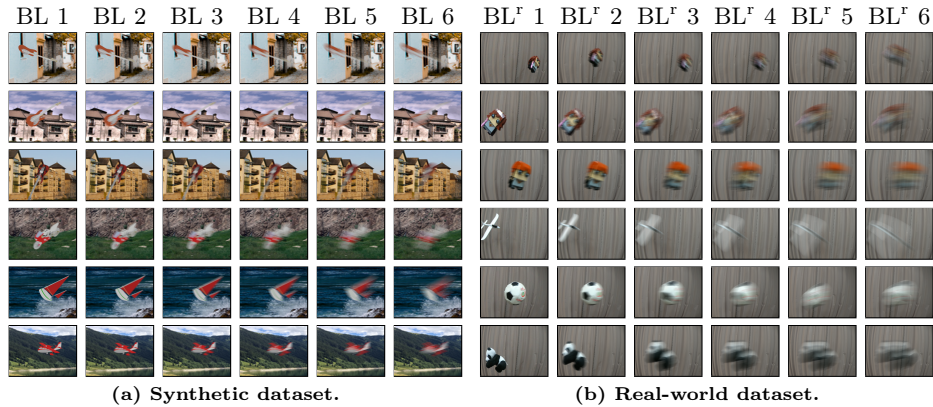 BL 1 BL 2 BL 3 BL 4 BL 5 BL 6 BLʳ 1 BLʳ 2 BLʳ 3 BLʳ 4 BLʳ 5 BLʳ 6
(a) Synthetic dataset. (b) Real-world dataset.